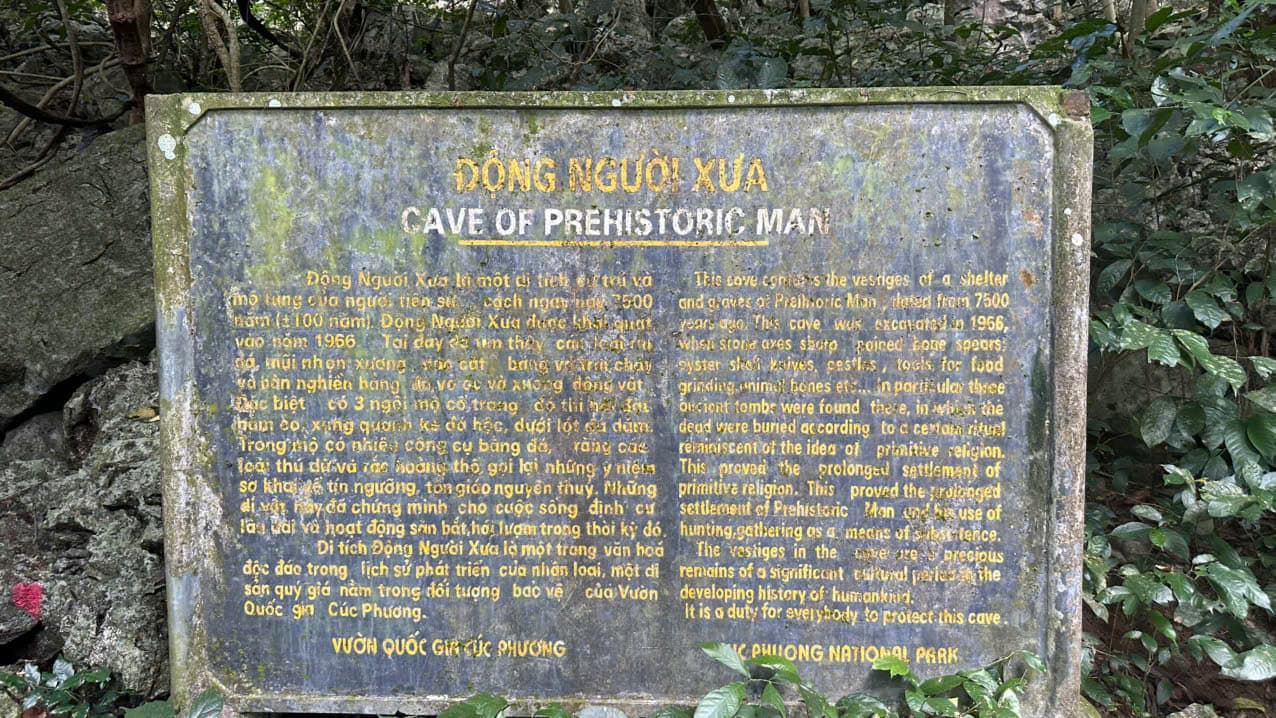 ĐỘNG NGƯỜI XƯA
CAVE OF PREHISTORIC MAN
Động Người Xưa là một di tích cư trú và
mộ táng của người tiền sử cách ngày nay 7500
năm (±100 năm). Động Người Xưa được khai quật
vào năm 1966. Tại đây đã tìm thấy các loại rìu
đá, mũi nhọn xương, dao cắt bằng vỏ trai, chày
và bàn nghiền bằng đá, vỏ ốc và xương động vật
Đặc biệt có 3 ngôi mộ cổ, trong đó thi hài đặt
nằm co, xung quanh kè đá hộc, dưới lót đá dăm.
Trong mộ có nhiều công cụ bằng đá, răng các
loài thú dữ và rắc hoàng thổ, gợi lại những ý niệm
sơ khai về tín ngưỡng, tôn giáo nguyên thuỷ. Những
di vật này đã chứng minh cho cuộc sống định cư
lâu dài và hoạt động săn bắt, hái lượm trong thời kỳ đó.
Di tích Động Người Xưa là một trang văn hoá
độc đáo trong lịch sử phát triển của nhân loại, một di
sản quý giá nằm trong đối tượng bảo vệ của Vườn
Quốc gia Cúc Phương.
VƯỜN QUỐC GIA CÚC PHƯƠNG
This cave contains the vestiges of a shelter
and graves of Preihitoric Man, dated from 7500
years ago. This cave was excavated in 1966,
when stone axes sharp poined bone spears,
oyster shell knives, pestles, tools for food
grinding, unimal bones etc... In particular three
ancient tombs were found there, in which the
dead were buried according to a certain ritual
reminiscent of the idea of primitive religion.
This proved the prolonged settlement of
primitive religion. This proved the prolonged
settlement of Prehistoric Man and his use of
hunting, gathering as a means of subsistence.
The vestiges in the cave are a precious
remains of a significant cultural period in the
developing history of humankind.
It is a duty for everybody to protect this cave.
PHUONG NATIONAL PARK